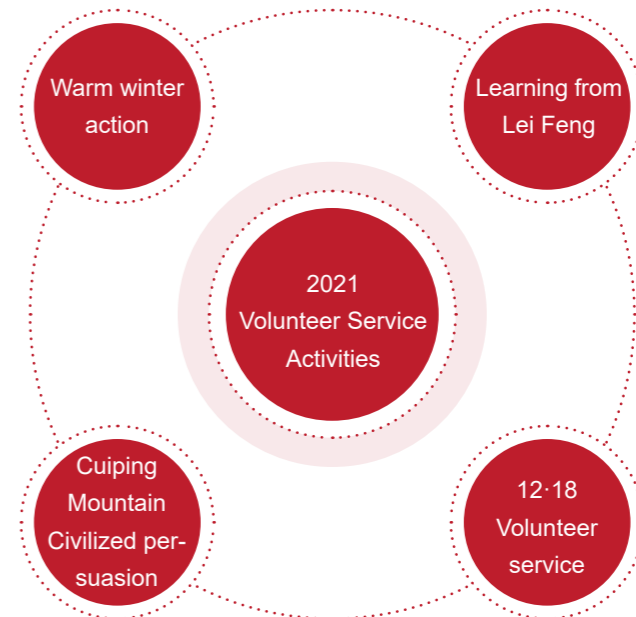 Warm winter
action
Learning from
Lei Feng
2021
Volunteer Service
Activities
Cuiping
Mountain
Civilized per-
suasion
12·18
Volunteer
service